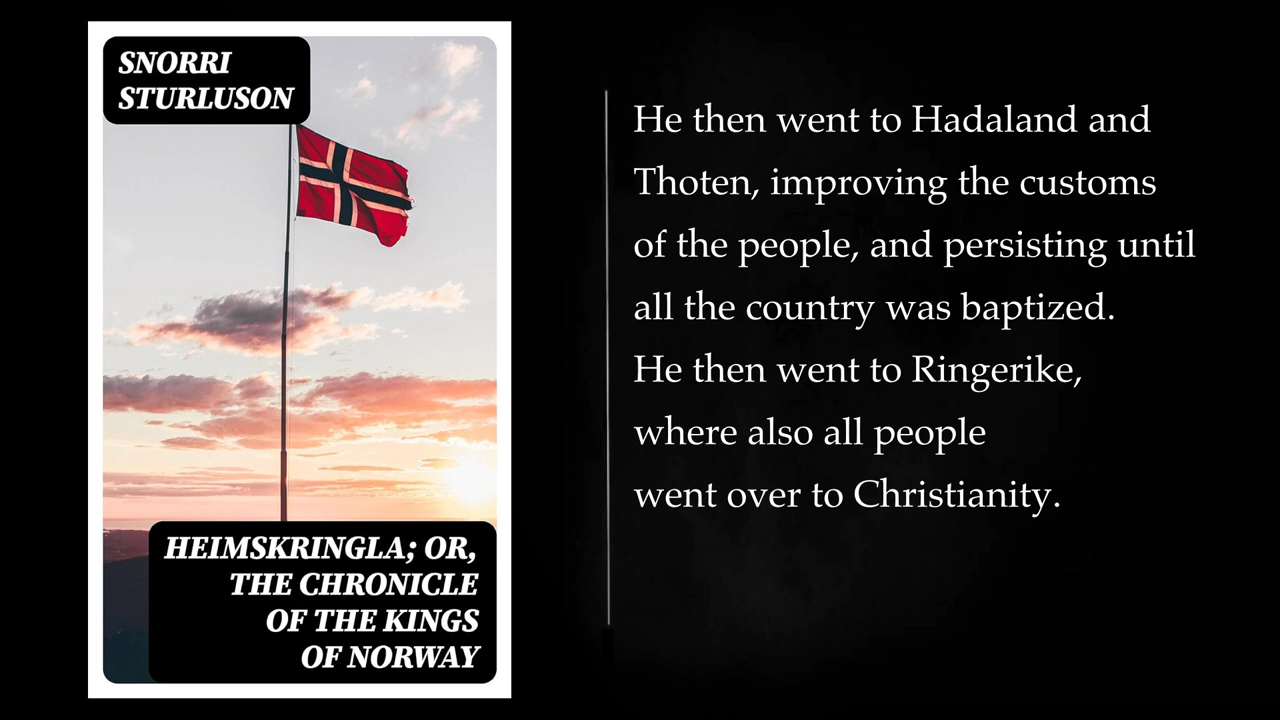 SNORRI
STURLUSON
HEIMSKRINGLA; OR,
THE CHRONICLE
OF THE KINGS
OF NORWAY
He then went to Hadaland and
Thoten, improving the customs
of the people, and persisting until
all the country was baptized.
He then went to Ringerike,
where also all people
went over to Christianity.